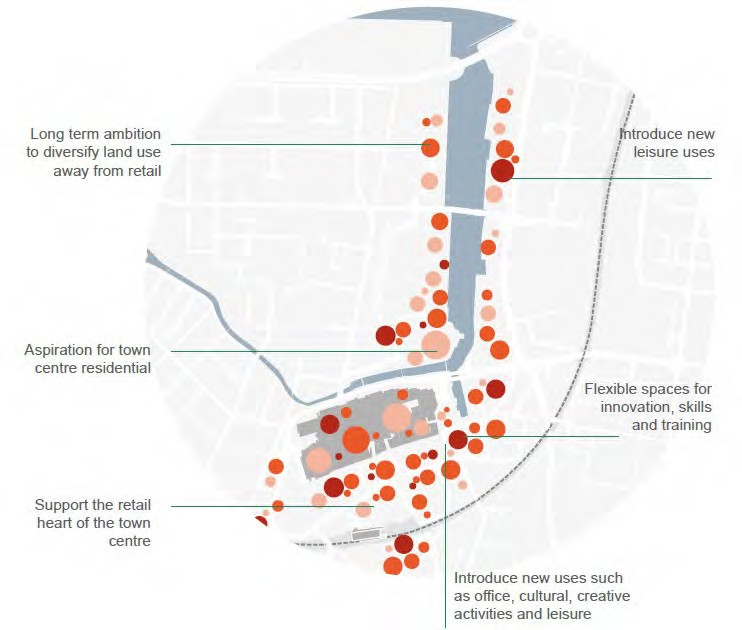 Long term ambition
to diversify land use
away from retail
Introduce new
leisure uses
Aspiration for town
centre residential
Flexible spaces for
innovation, skills
and training
Support the retail
heart of the town
centre
Introduce new uses such
as office, cultural, creative
activities and leisure